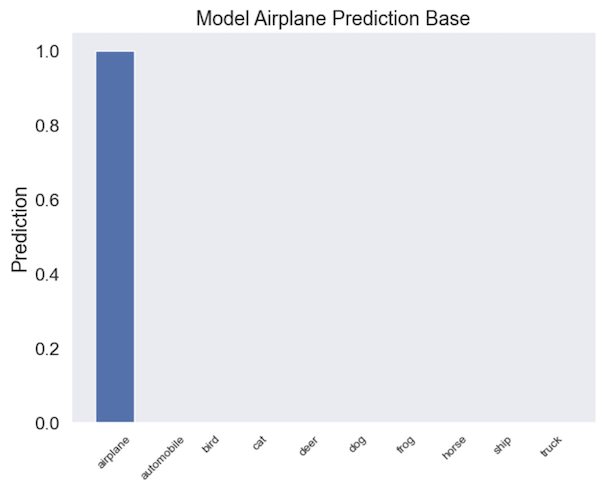 Model Airplane Prediction Base
Prediction
1.0
0.8
0.6
0.4
0.2
0.0
airplane
automobile
bird
cat
deer
dog
frog
horse
ship
truck